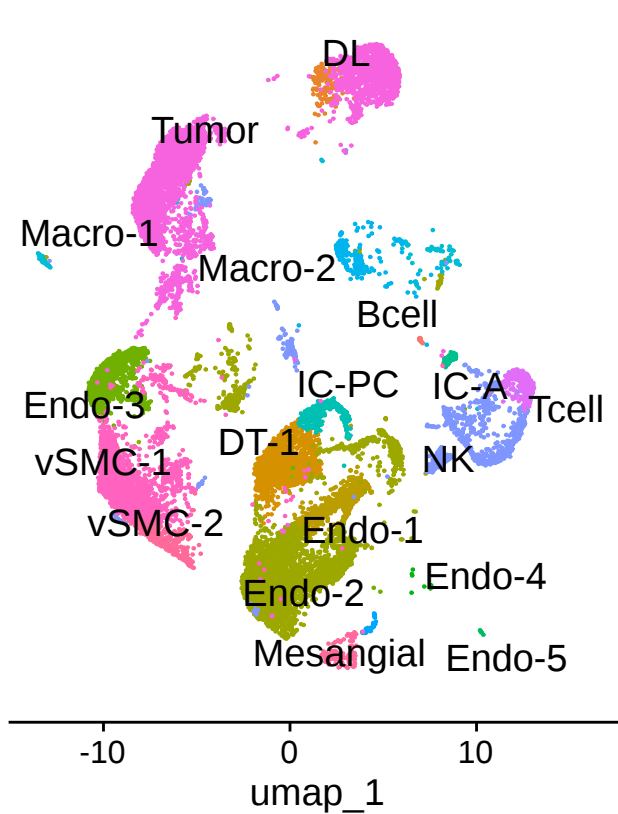 DL
Tumor
Macro-1
Macro-2
Bcell
IC-PC
IC-A
Endo-3
Tcell
DT-1
vSMC-1
NK
vSMC-2
Endo-1
Endo-4
Endo-2
Mesangial
Endo-5
-10
0
10
umap_1